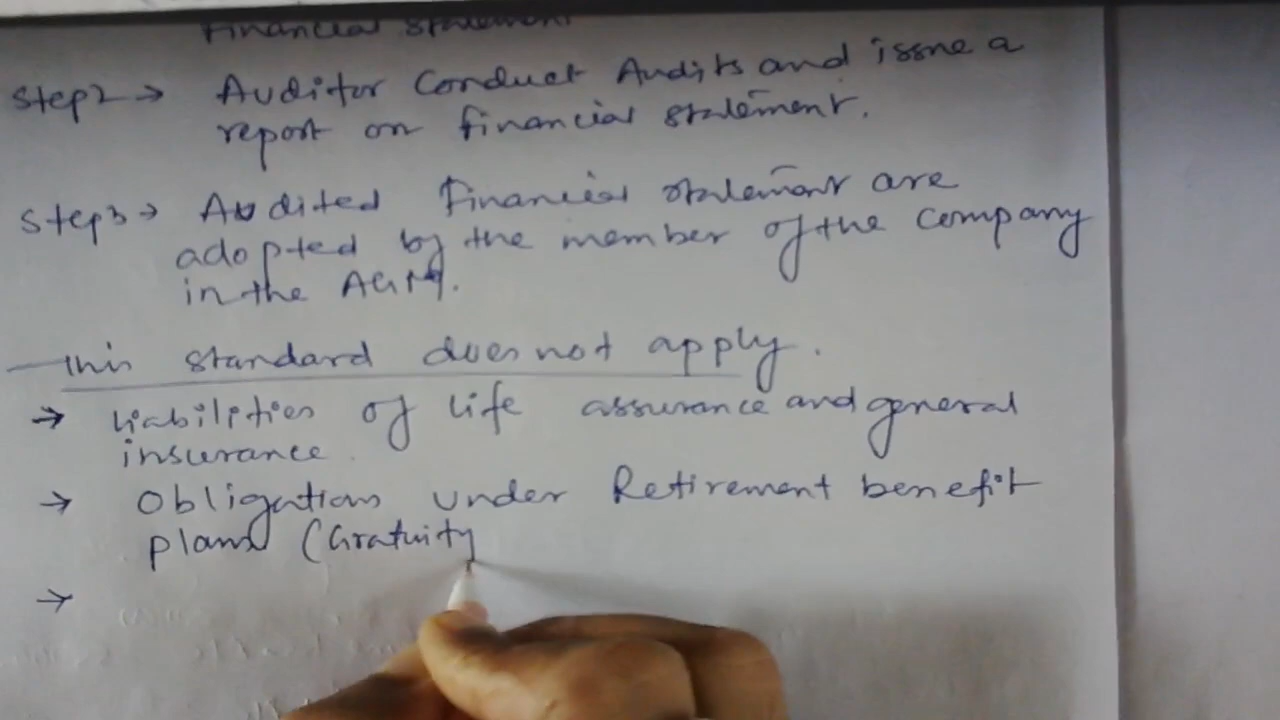 Financial statement
Step2 → Auditor Conduct Audits and issue a
report on financial statement.
Step3 → Audited Financial statement are
adopted by the member of the company
in the AGM.
This standard does not apply.
→ Liabilities of life assurance and general
insurance.
→ Obligations under Retirement benefit
plans (Gratuity
→